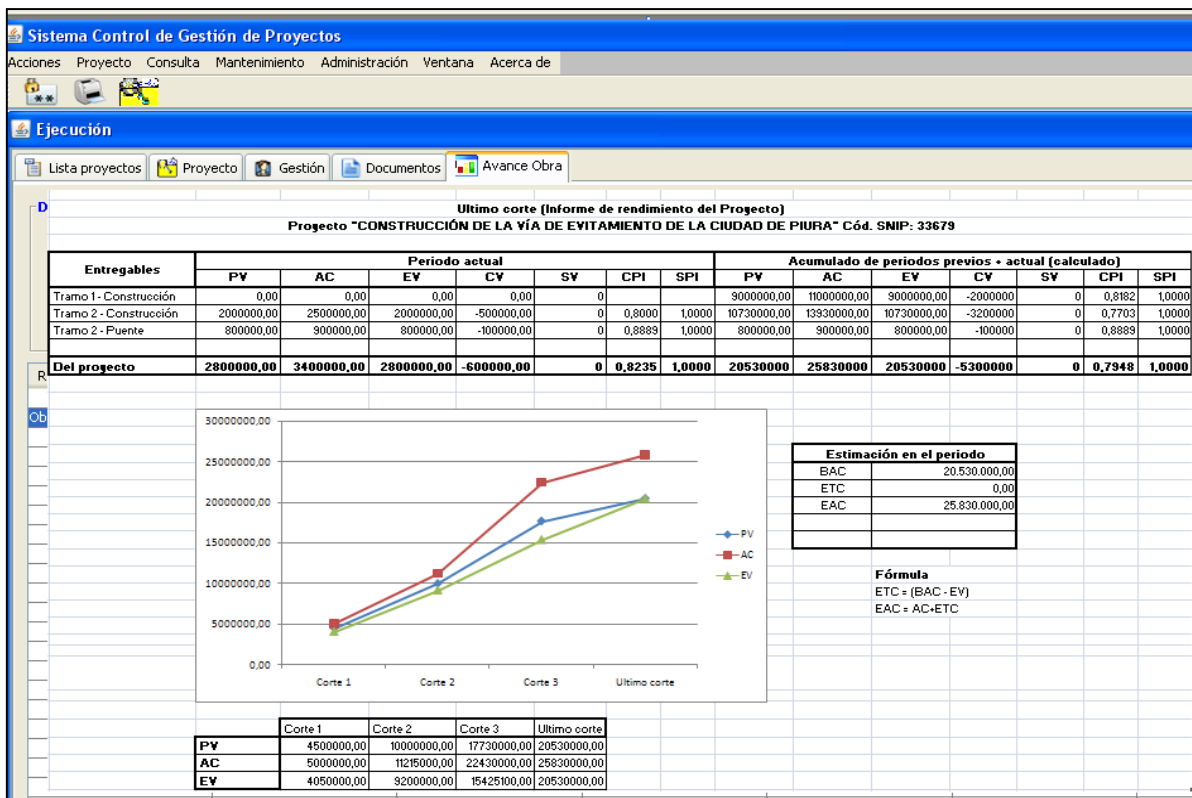 Sistema Control de Gestión de Proyectos
Acciones Proyecto Consulta Mantenimiento Administración Ventana Acerca de
Ejecución
Lista proyectos Proyecto Gestión Documentos Avance Obra
D
Ultimo corte (Informe de rendimiento del Proyecto)
Proyecto "CONSTRUCCIÓN DE LA VÍA DE EVITAMIENTO DE LA CIUDAD DE PIURA" Cód. SNIP: 33679
Entregables Periodo actual Acumulado de periodos previos + actual (calculado)
PV AC EV CV SV CPI SPI PV AC EV CV SV CPI SPI
Tramo 1 - Construcción 0,00 0,00 0,00 0,00 0 9000000,00 11000000,00 9000000,00 -2000000 0 0,8182 1,0000
Tramo 2 - Construcción 2000000,00 2500000,00 2000000,00 -500000,00 0 0,8000 1,0000 10730000,00 13930000,00 10730000,00 -3200000 0 0,7703 1,0000
Tramo 2 - Puente 800000,00 900000,00 800000,00 -100000,00 0 0,8889 1,0000 800000,00 900000,00 800000,00 -100000 0 0,8889 1,0000
Del proyecto 2800000,00 3400000,00 2800000,00 -600000,00 0 0,8235 1,0000 20530000 25830000 20530000 -5300000 0 0,7948 1,0000
R
Ob
30000000,00
25000000,00
20000000,00
15000000,00
10000000,00
5000000,00
0,00
Corte 1 Corte 2 Corte 3 Ultimo corte
PV
AC
EV
Estimación en el periodo
BAC 20.530.000,00
ETC 0,00
EAC 25.830.000,00
Fórmula
ETC = (BAC - EV)
EAC = AC+ETC
Corte 1 Corte 2 Corte 3 Ultimo corte
PV 4500000,00 10000000,00 17730000,00 20530000,00
AC 5000000,00 11215000,00 22430000,00 25830000,00
EV 4050000,00 9200000,00 15425100,00 20530000,00